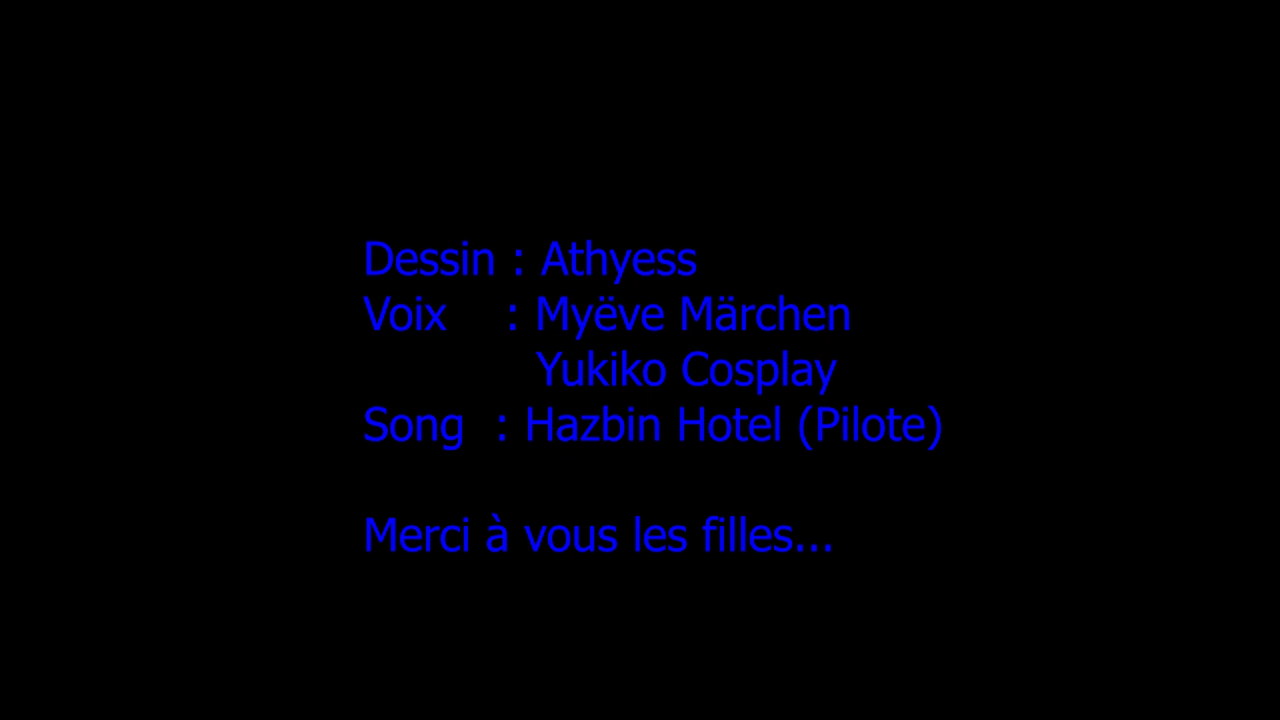 Dessin : Athyess
Voix : Myëve Märchen
Yukiko Cosplay
Song : Hazbin Hotel (Pilote)
Merci à vous les filles...